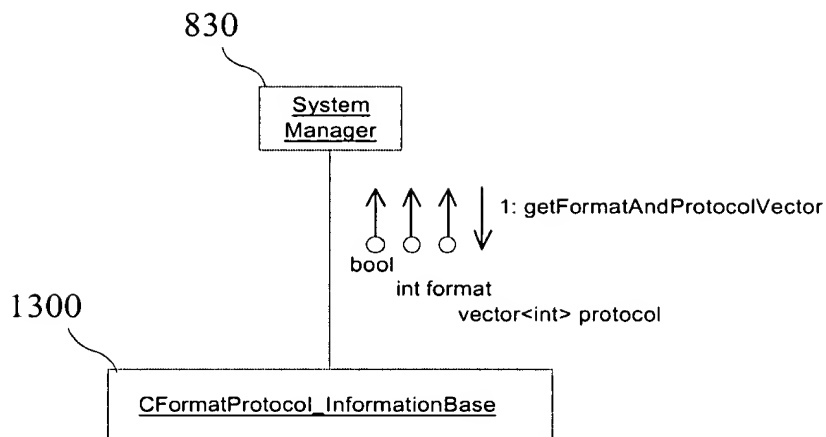 830
System
Manager
1: getFormatAndProtocolVector
bool
int format
vector<int> protocol
1300
CFormatProtocol_InformationBase